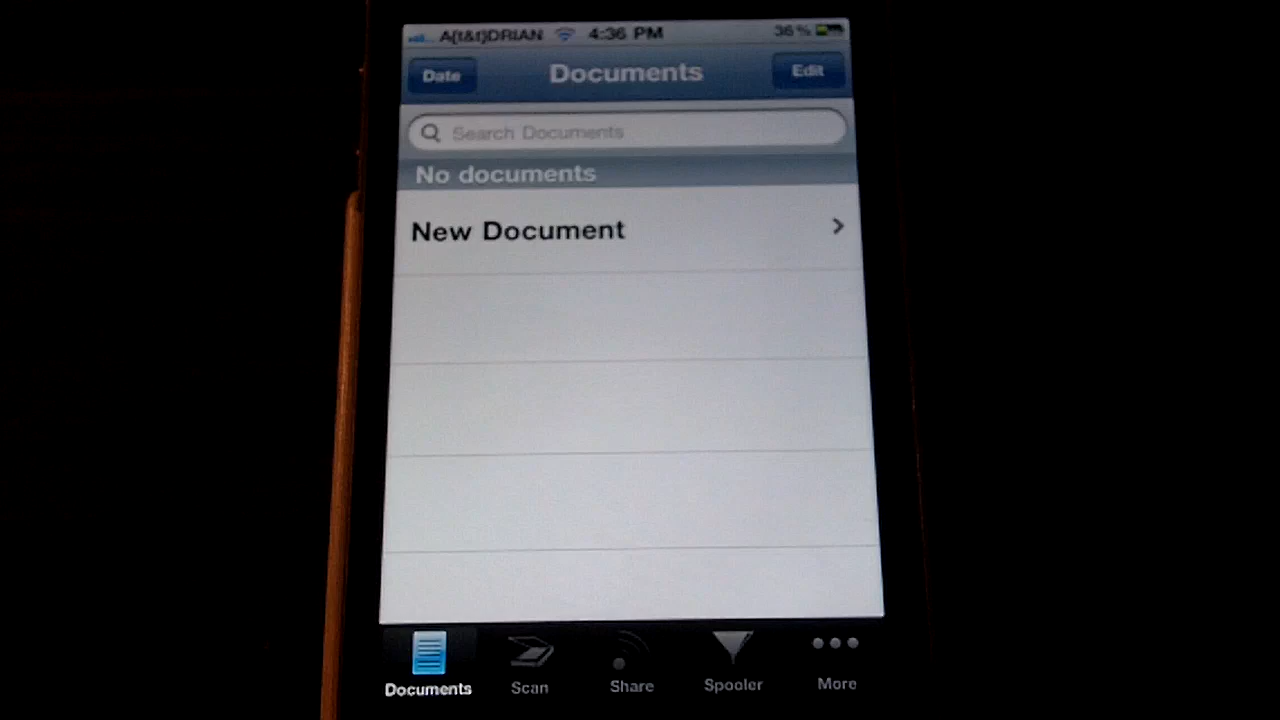 A[t&t]DRIAN 4:36 PM 36%
Date Documents Edit
Search Documents
No documents
New Document
Documents Scan Share Spooler More